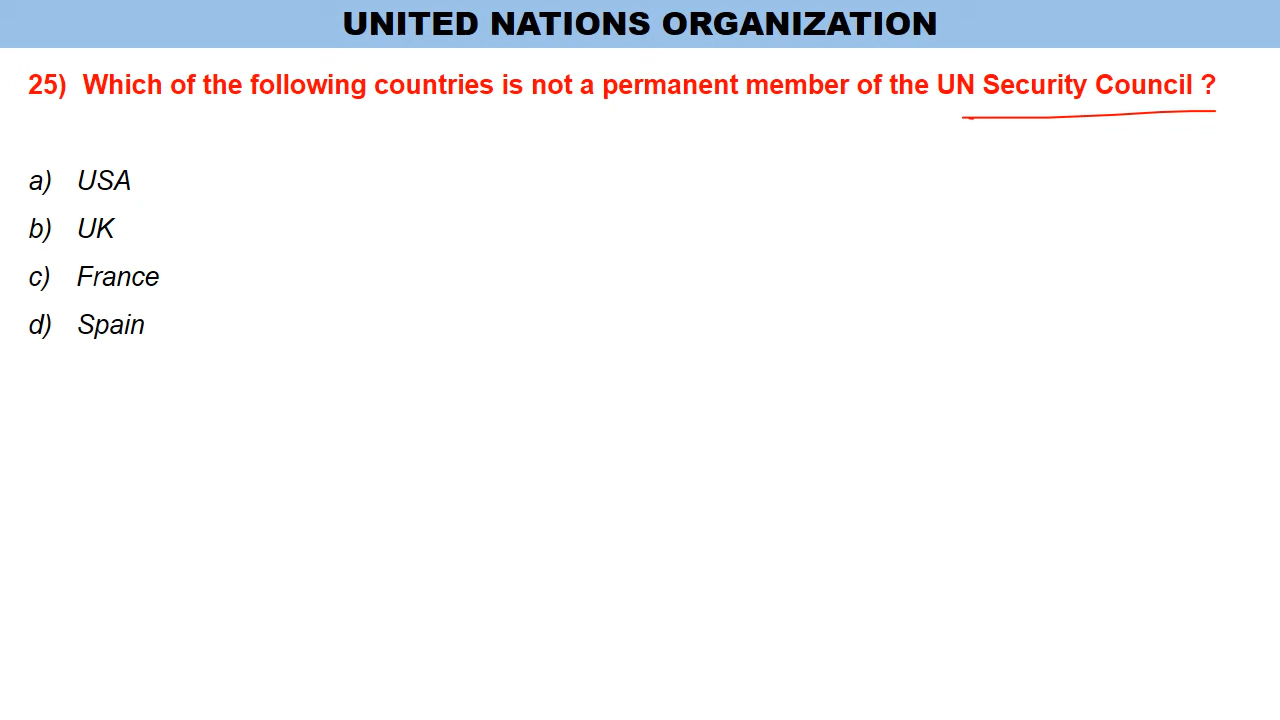 UNITED NATIONS ORGANIZATION
25) Which of the following countries is not a permanent member of the UN Security Council ?
a) USA
b) UK
c) France
d) Spain